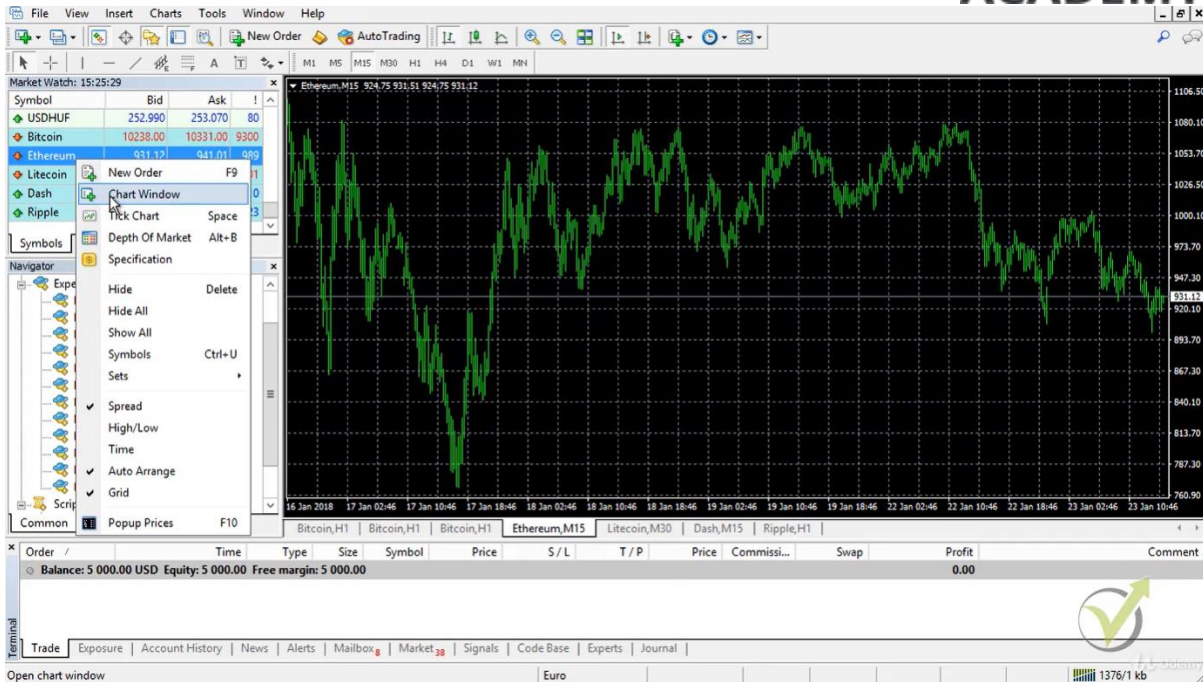 ACADEMY
File View Insert Charts Tools Window Help
New Order AutoTrading
A T M1 M5 M15 M30 H1 H4 D1 W1 MN
Market Watch: 15:25:29
Symbol Bid Ask !
USDHUF 252.990 253.070 80
Bitcoin 10238.00 10331.00 9300
Ethereum 931.12 941.01 989
Litecoin
Dash
Ripple
Symbols
New Order F9
Chart Window
Tick Chart Space
Depth Of Market Alt+B
Specification
Hide Delete
Hide All
Show All
Symbols Ctrl+U
Sets
Spread
High/Low
Time
Auto Arrange
Grid
Popup Prices F10
Navigator
Expe
Scrip
Common
Ethereum,M15 924.75 931.51 924.75 931.12
1106.50
1080.10
1053.70
1026.50
1000.10
973.70
947.30
931.12
920.10
893.70
867.30
840.10
813.70
787.30
760.90
16 Jan 2018 17 Jan 02:46 17 Jan 10:46 17 Jan 18:46 18 Jan 02:46 18 Jan 10:46 18 Jan 18:46 19 Jan 02:46 19 Jan 10:46 19 Jan 18:46 22 Jan 02:46 22 Jan 10:46 22 Jan 18:46 23 Jan 02:46 23 Jan 10:46
Bitcoin,H1 Bitcoin,H1 Bitcoin,H1 Ethereum,M15 Litecoin,M30 Dash,M15 Ripple,H1
Order / Time Type Size Symbol Price S / L T / P Price Commissi... Swap Profit Comment
Balance: 5 000.00 USD Equity: 5 000.00 Free margin: 5 000.00 0.00
Terminal
Trade Exposure Account History News Alerts Mailbox 8 Market 38 Signals Code Base Experts Journal
Udemy
Open chart window Euro 1376/1 kb